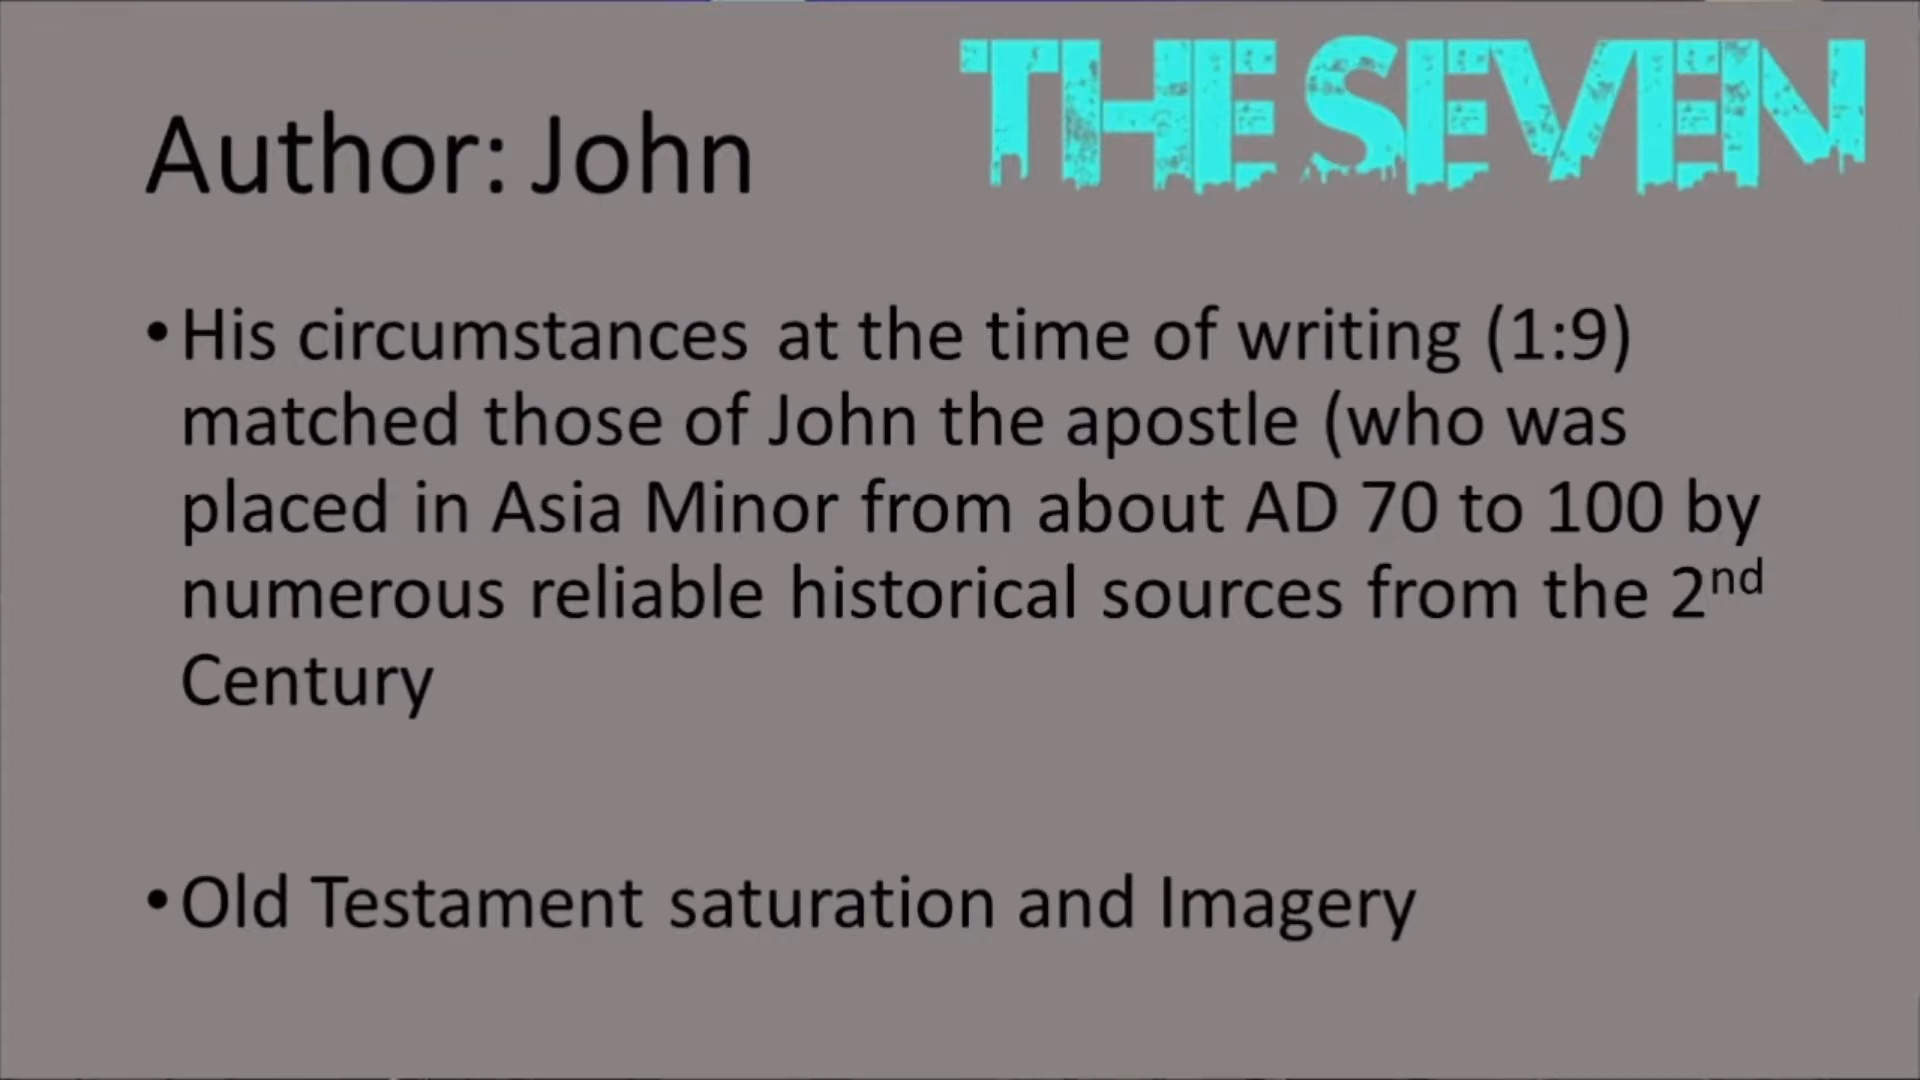 THE SEVEN
Author: John
• His circumstances at the time of writing (1:9)
matched those of John the apostle (who was
placed in Asia Minor from about AD 70 to 100 by
numerous reliable historical sources from the 2nd
Century
• Old Testament saturation and Imagery